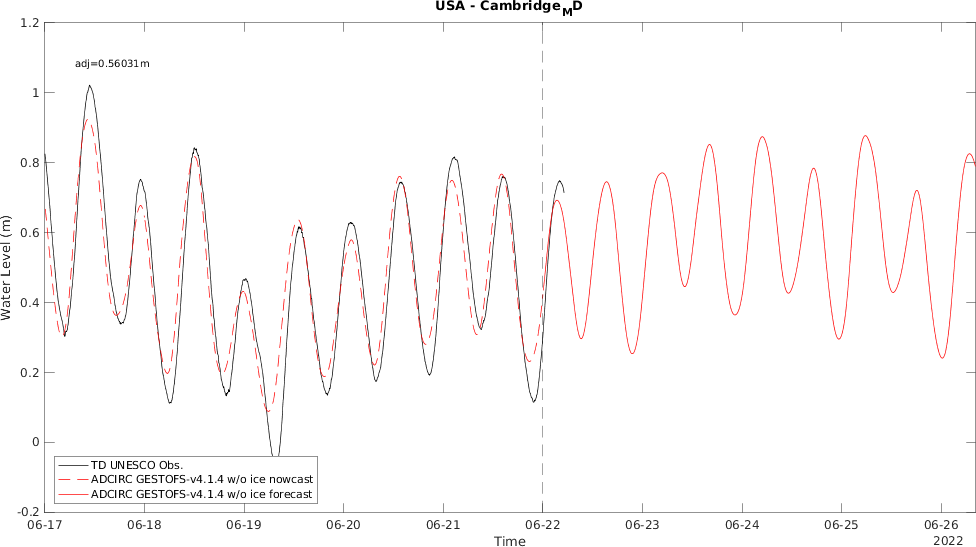 USA - Cambridge_MD
adj=0.56031m
1.2
1
0.8
0.6
0.4
0.2
0
-0.2
Water Level (m)
TD UNESCO Obs.
ADCIRC GESTOFS-v4.1.4 w/o ice nowcast
ADCIRC GESTOFS-v4.1.4 w/o ice forecast
06-17 06-18 06-19 06-20 06-21 06-22 06-23 06-24 06-25 06-26
Time
2022